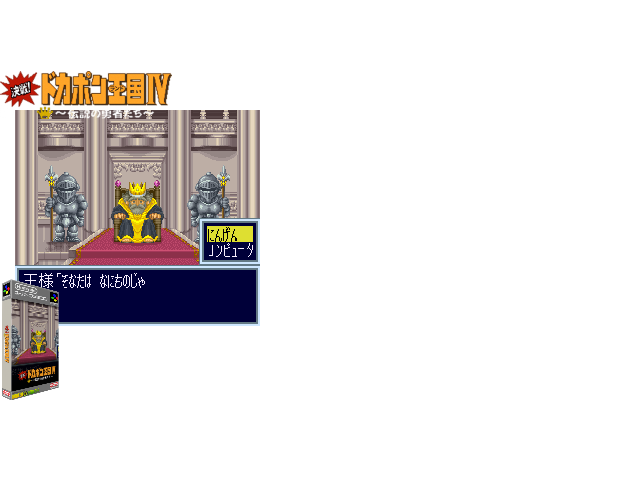 決戦!
ドカポン王国IV
〜伝説の勇者たち〜
にんげん
コンピュータ
王様「そなたは なにものじゃ
ドカポン王国IV